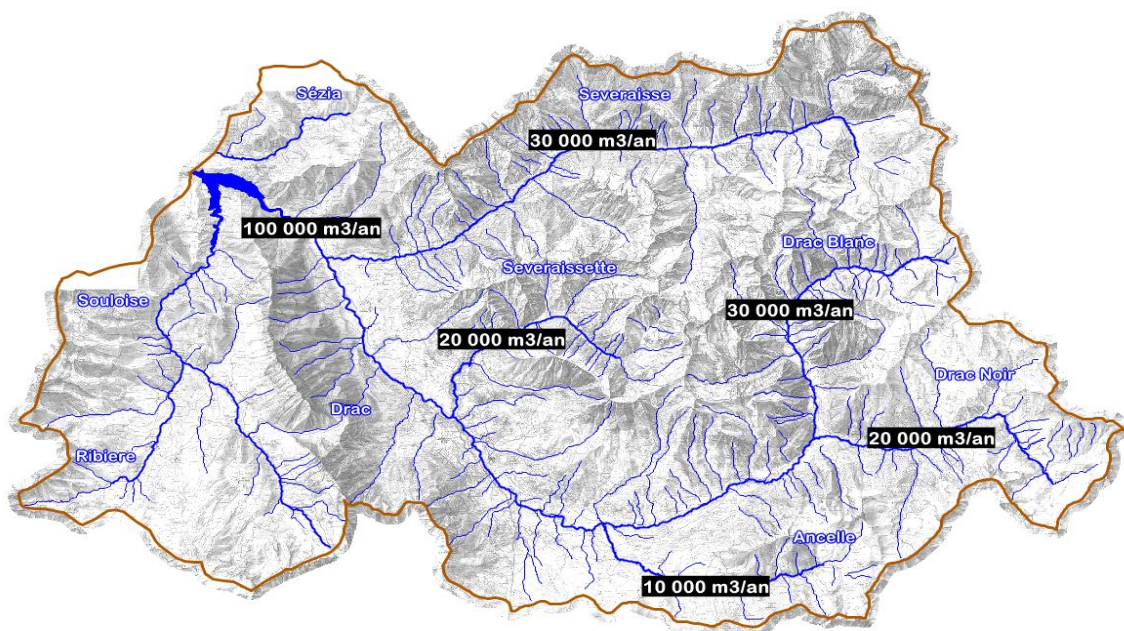 Sézia
Severaisse
30 000 m3/an
100 000 m3/an
Drac Blanc
Severaissette
Souloise
30 000 m3/an
20 000 m3/an
Drac Noir
Drac
20 000 m3/an
Ribiere
Ancelle
10 000 m3/an